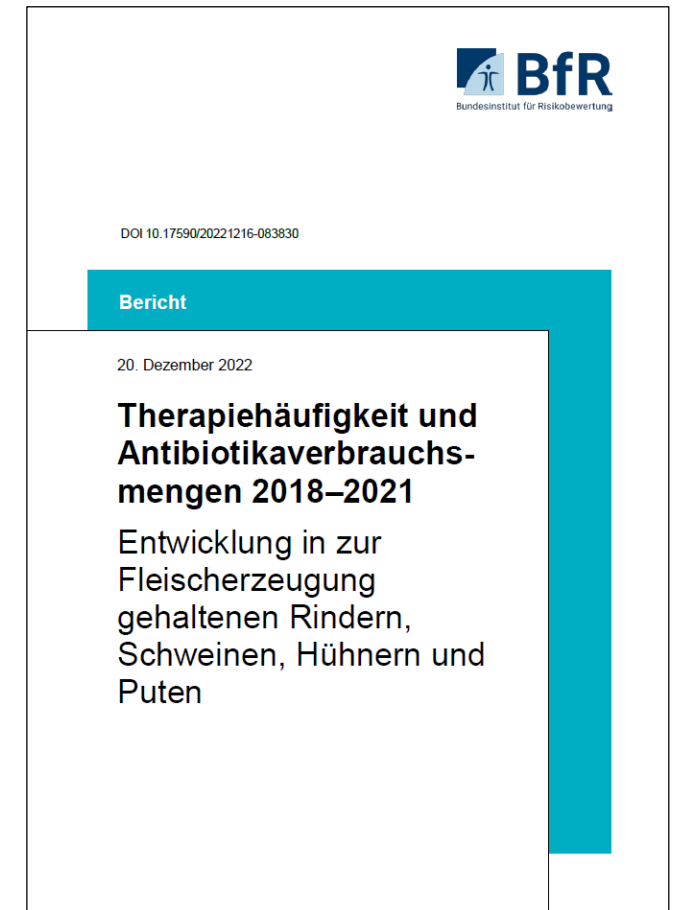 BfR
Bundesinstitut für Risikobewertung
DOI 10.17590/20221216-083830
Bericht
20. Dezember 2022
Therapiehäufigkeit und
Antibiotikaverbrauchs-
mengen 2018–2021
Entwicklung in zur
Fleischerzeugung
gehaltenen Rindern,
Schweinen, Hühnern und
Puten